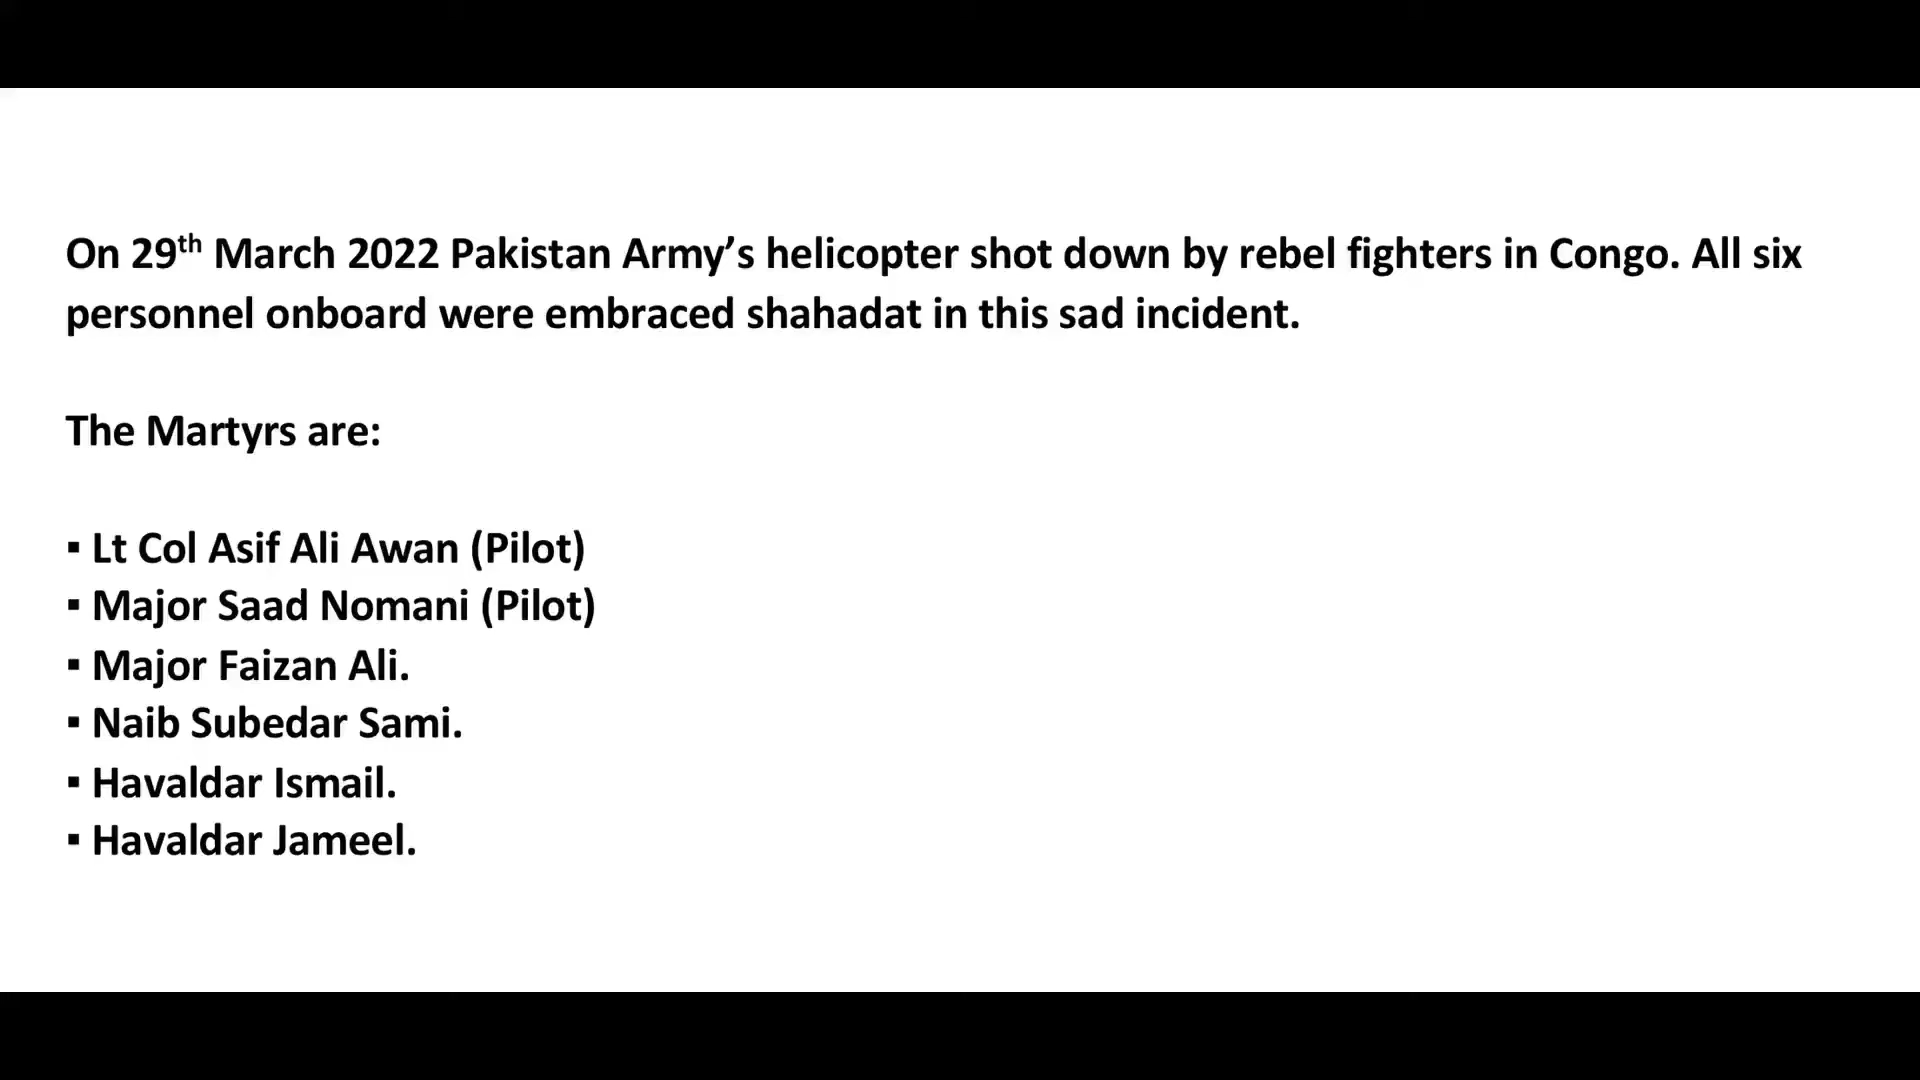 On 29th March 2022 Pakistan Army’s helicopter shot down by rebel fighters in Congo. All six
personnel onboard were embraced shahadat in this sad incident.
The Martyrs are:
▪ Lt Col Asif Ali Awan (Pilot)
▪ Major Saad Nomani (Pilot)
▪ Major Faizan Ali.
▪ Naib Subedar Sami.
▪ Havaldar Ismail.
▪ Havaldar Jameel.